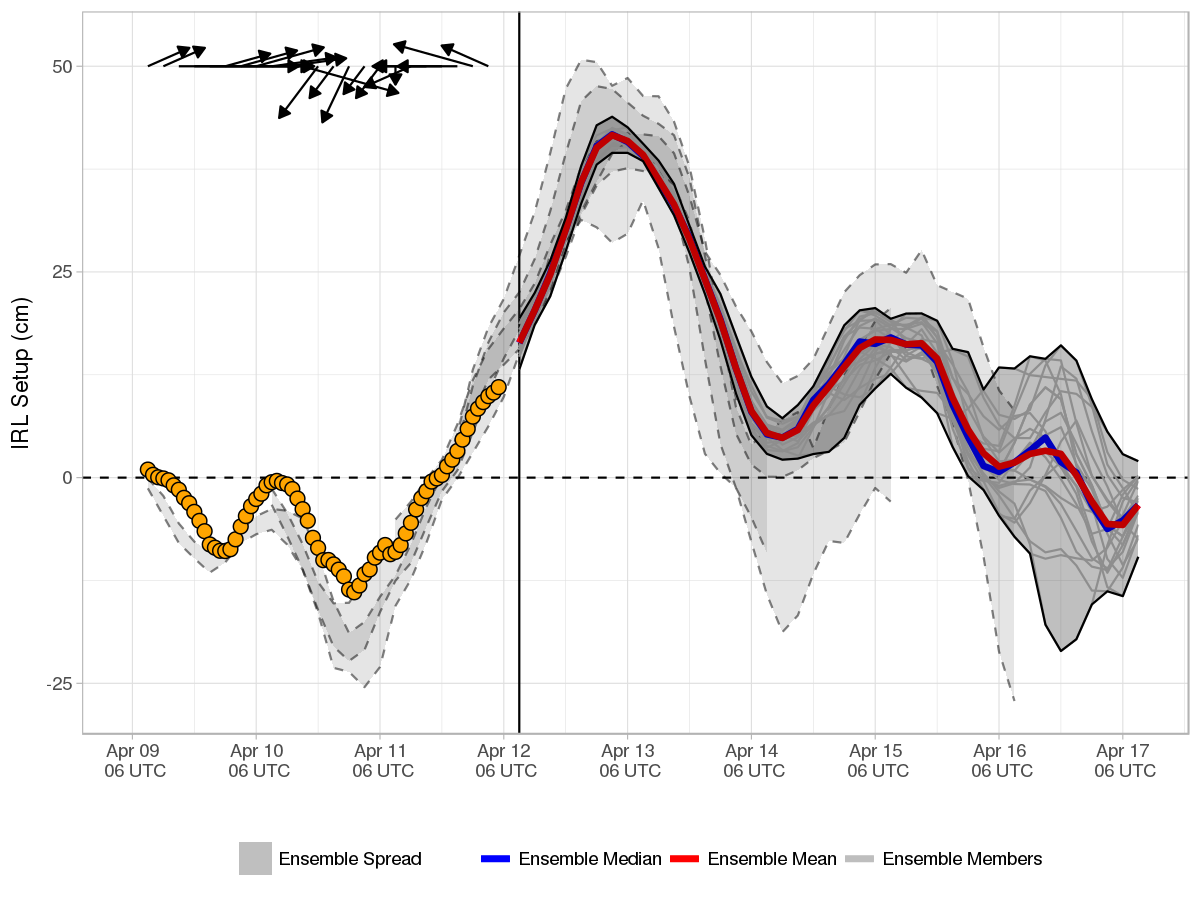 IRL Setup (cm)
50
25
0
-25
Apr 09 Apr 10 Apr 11 Apr 12 Apr 13 Apr 14 Apr 15 Apr 16 Apr 17
06 UTC 06 UTC 06 UTC 06 UTC 06 UTC 06 UTC 06 UTC 06 UTC 06 UTC
Ensemble Spread Ensemble Median Ensemble Mean Ensemble Members